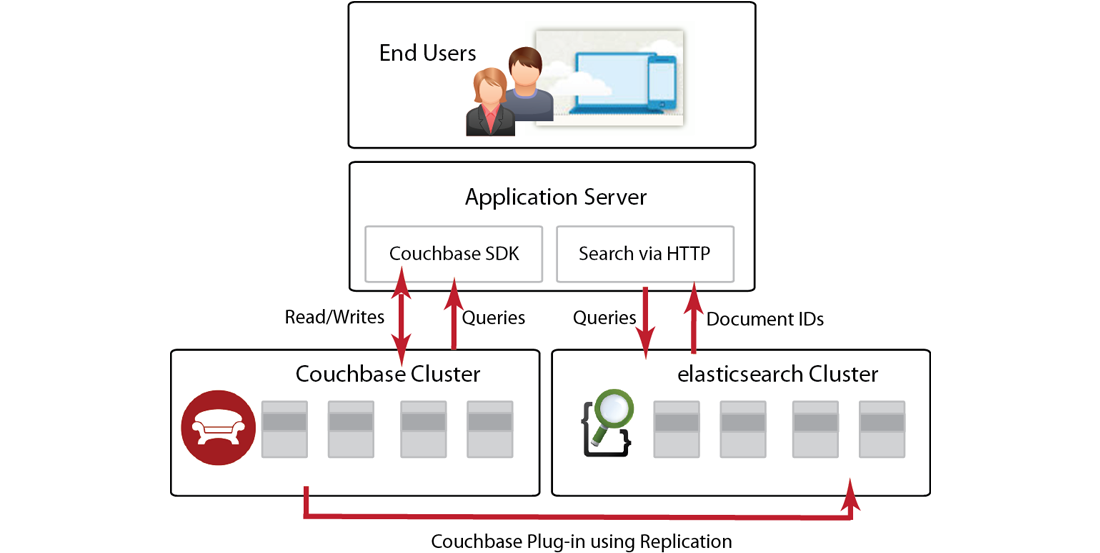 End Users
Application Server
Couchbase SDK
Search via HTTP
Read/Writes
Queries
Queries
Document IDs
Couchbase Cluster
elasticsearch Cluster
Couchbase Plug-in using Replication